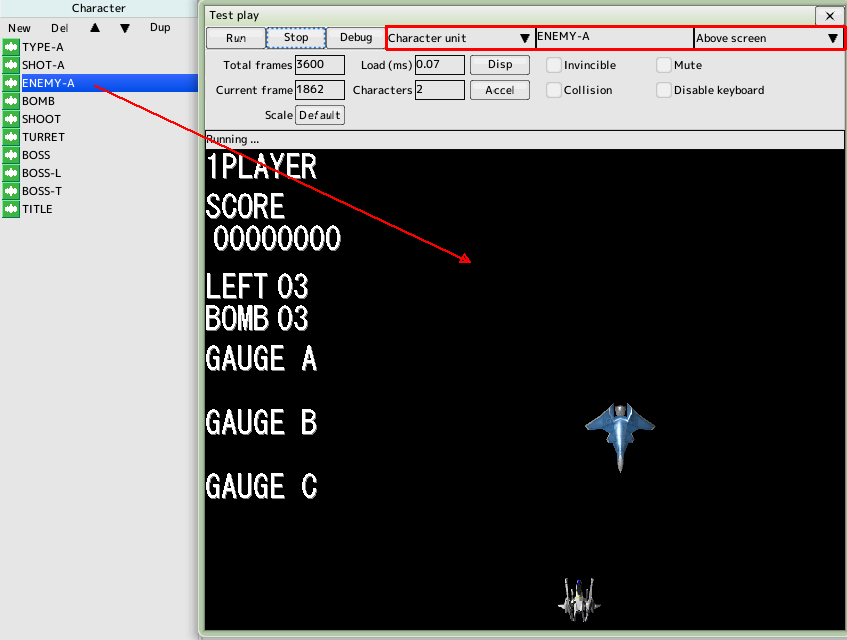 Character
New Del ▲ ▼ Dup
TYPE-A
SHOT-A
ENEMY-A
BOMB
SHOOT
TURRET
BOSS
BOSS-L
BOSS-T
TITLE
Test play
Run Stop Debug Character unit ▼ ENEMY-A Above screen ▼
Total frames 3600 Load (ms) 0.07 Disp Invincible Mute
Current frame 1862 Characters 2 Accel Collision Disable keyboard
Scale Default
Running ...
1PLAYER
SCORE
00000000
LEFT 03
BOMB 03
GAUGE A
GAUGE B
GAUGE C